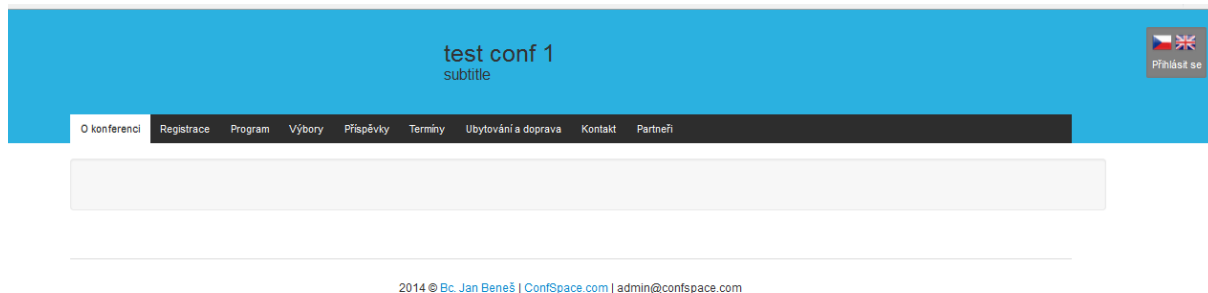 test conf 1
subtitle
Přihlásit se
O konferenci Registrace Program Výbory Příspěvky Termíny Ubytování a doprava Kontakt Partneři
2014 © Bc. Jan Beneš | ConfSpace.com | admin@confspace.com